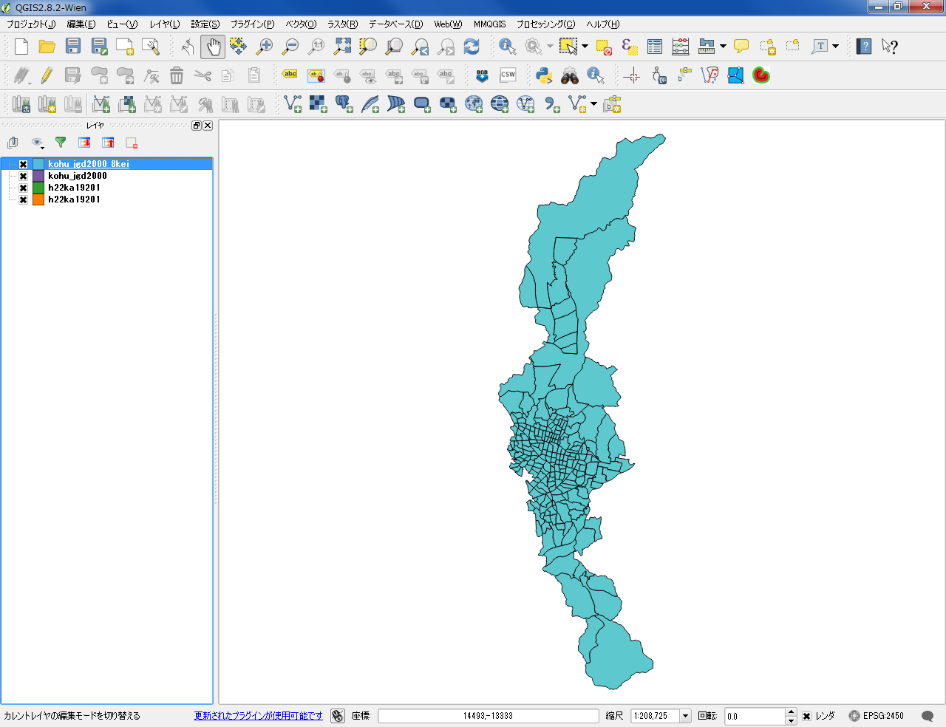 QGIS2.8.2-Wien
プロジェクト(J) 編集(E) ビュー(V) レイヤ(L) 設定(S) プラグイン(P) ベクタ(O) ラスタ(R) データベース(D) Web(W) MMQGIS プロセッシング(C) ヘルプ(H)
レイヤ
kohu_jgd2000_8kei
kohu_jgd2000
h22ka19201
h22ka19201
カレントレイヤの編集モードを切り替える 更新されたプラグインが使用可能です 座標 14493,-13333 縮尺 1:208,725 回転: 0.0 レンダ EPSG:2450